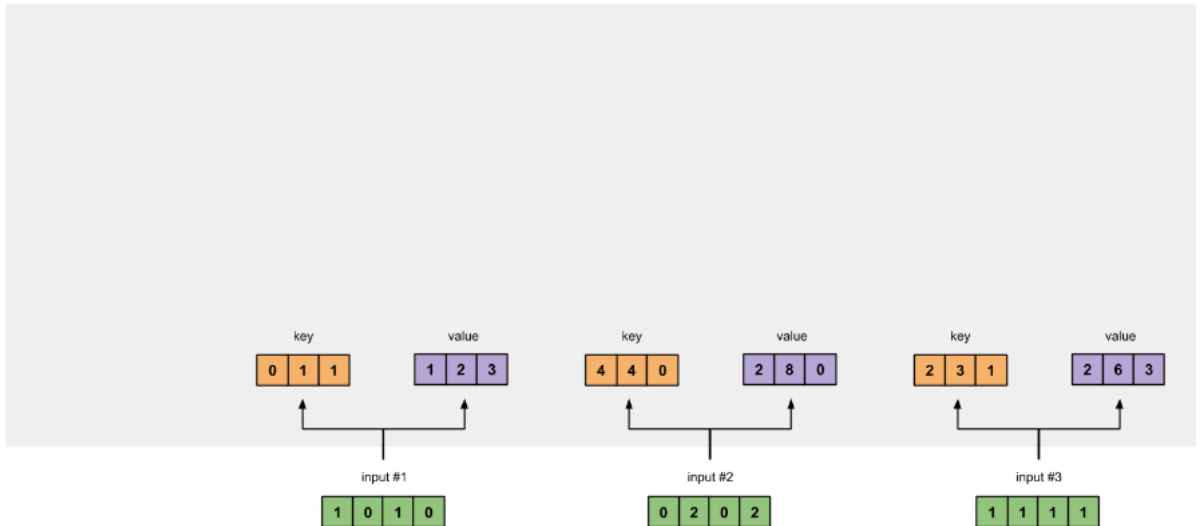 key value key value key value
0 1 1 1 2 3 4 4 0 2 8 0 2 3 1 2 6 3
input #1 input #2 input #3
1 0 1 0 0 2 0 2 1 1 1 1